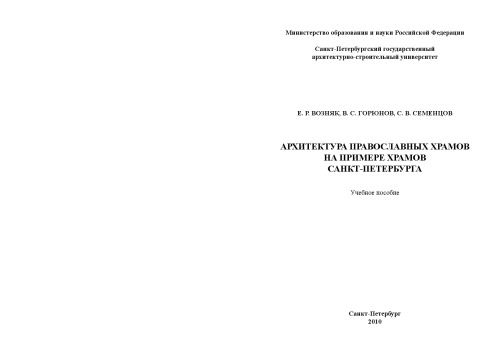 Министерство образования и науки Российской Федерации
Санкт-Петербургский государственный
архитектурно-строительный университет
Е. Р. ВОЗНЯК, В. С. ГОРЮНОВ, С. В. СЕМЕНЦОВ
АРХИТЕКТУРА ПРАВОСЛАВНЫХ ХРАМОВ
НА ПРИМЕРЕ ХРАМОВ
САНКТ-ПЕТЕРБУРГА
Учебное пособие
Санкт-Петербург
2010